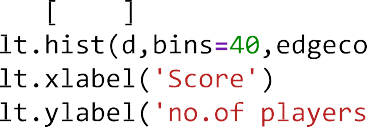 [ ]
lt.hist(d,bins=40,edgeco
lt.xlabel('Score')
lt.ylabel('no.of players